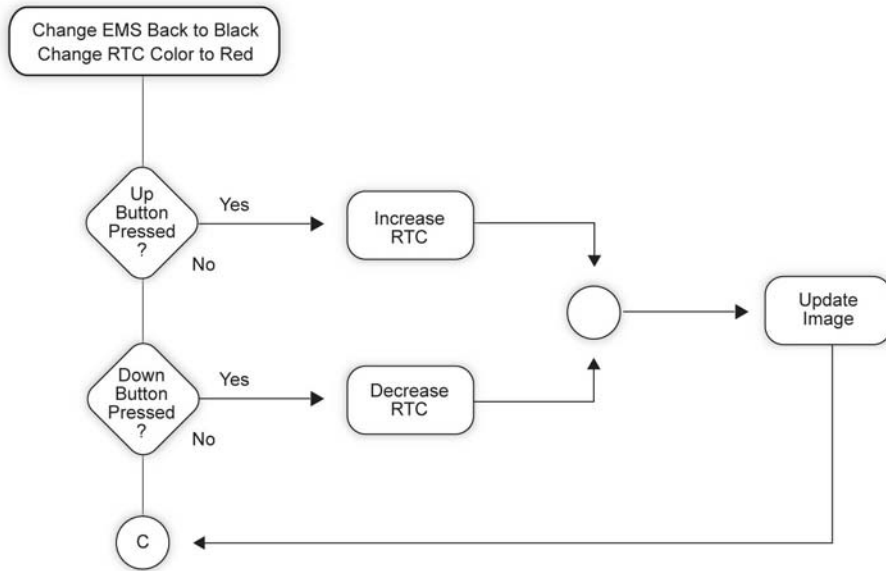 Change EMS Back to Black
Change RTC Color to Red
Up
Button
Pressed
?
Yes
No
Increase
RTC
Update
Image
Down
Button
Pressed
?
Yes
No
Decrease
RTC
C